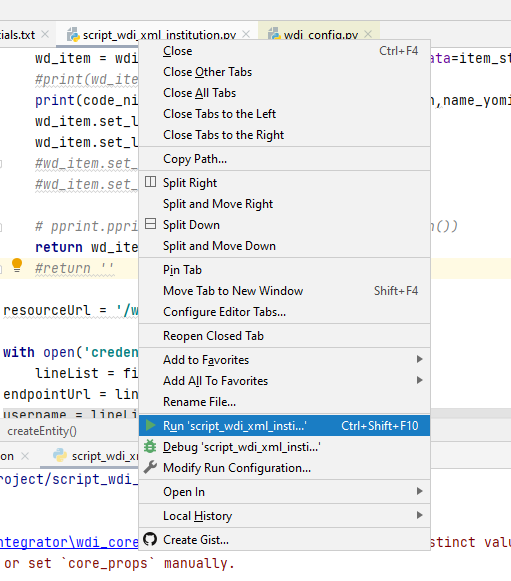 ials.txt script_wdi_xml_institution.py wdi_config.py
wd_item = wdi
#print(wd_ite
print(code_ni
wd_item.set_l
wd_item.set_l
#wd_item.set_
#wd_item.set_
# pprint.ppri
return wd_ite
#return ''
resourceUrl = '/w
with open('creden
lineList = fi
endpointUrl = lin
username = lineLi
createEntity()
ata=item_st
,name_yomi
())
Close Ctrl+F4
Close Other Tabs
Close All Tabs
Close Tabs to the Left
Close Tabs to the Right
Copy Path...
Split Right
Split and Move Right
Split Down
Split and Move Down
Pin Tab
Move Tab to New Window Shift+F4
Configure Editor Tabs...
Reopen Closed Tab
Add to Favorites
Add All To Favorites
Rename File...
Run 'script_wdi_xml_insti...' Ctrl+Shift+F10
Debug 'script_wdi_xml_insti...'
Modify Run Configuration...
Open In
Local History
Create Gist...
on script_wdi_x
roject/script_wdi_
ntegrator\wdi_core stinct valu
or set `core_props` manually.